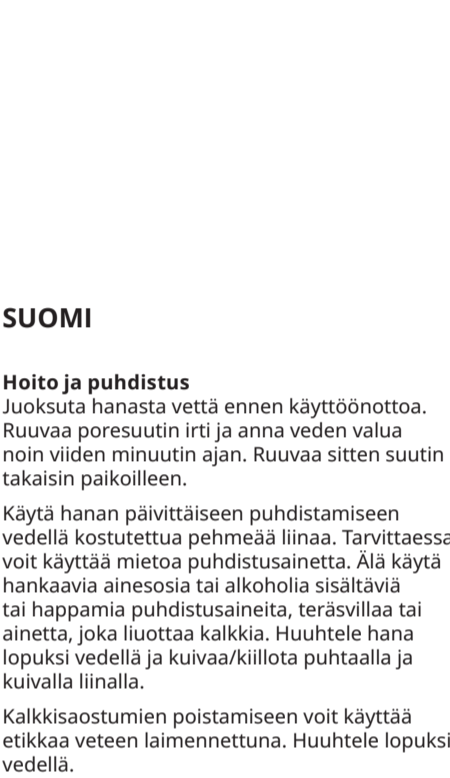 SUOMI
Hoito ja puhdistus
Juoksuta hanasta vettä ennen käyttöönottoa.
Ruuvaa poresuutin irti ja anna veden valua
noin viiden minuutin ajan. Ruuvaa sitten suutin
takaisin paikoilleen.
Käytä hanan päivittäiseen puhdistamiseen
vedellä kostutettua pehmeää liinaa. Tarvittaessa
voit käyttää mietoa puhdistusainetta. Älä käytä
hankaavia ainesosia tai alkoholia sisältäviä
tai happamia puhdistusaineita, teräsvillaa tai
ainetta, joka liuottaa kalkkia. Huuhtele hana
lopuksi vedellä ja kuivaa/kiillota puhtaalla ja
kuivalla liinalla.
Kalkkisaostumien poistamiseen voit käyttää
etikkaa veteen laimennettuna. Huuhtele lopuksi
vedellä.